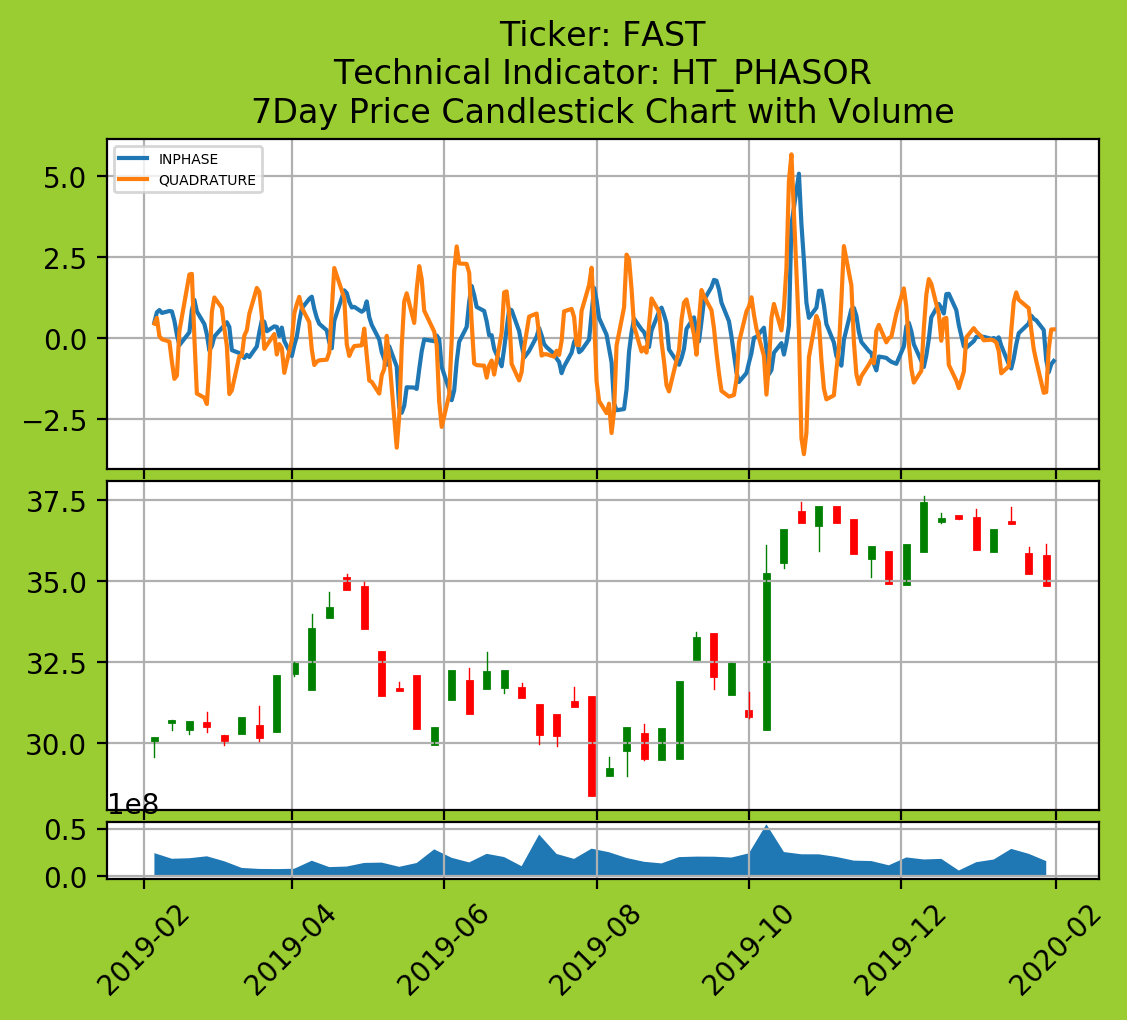 Ticker: FAST
Technical Indicator: HT_PHASOR
7Day Price Candlestick Chart with Volume
INPHASE
QUADRATURE
5.0
2.5
0.0
−2.5
37.5
35.0
32.5
30.0
1e8
0.5
0.0
2019-02
2019-04
2019-06
2019-08
2019-10
2019-12
2020-02